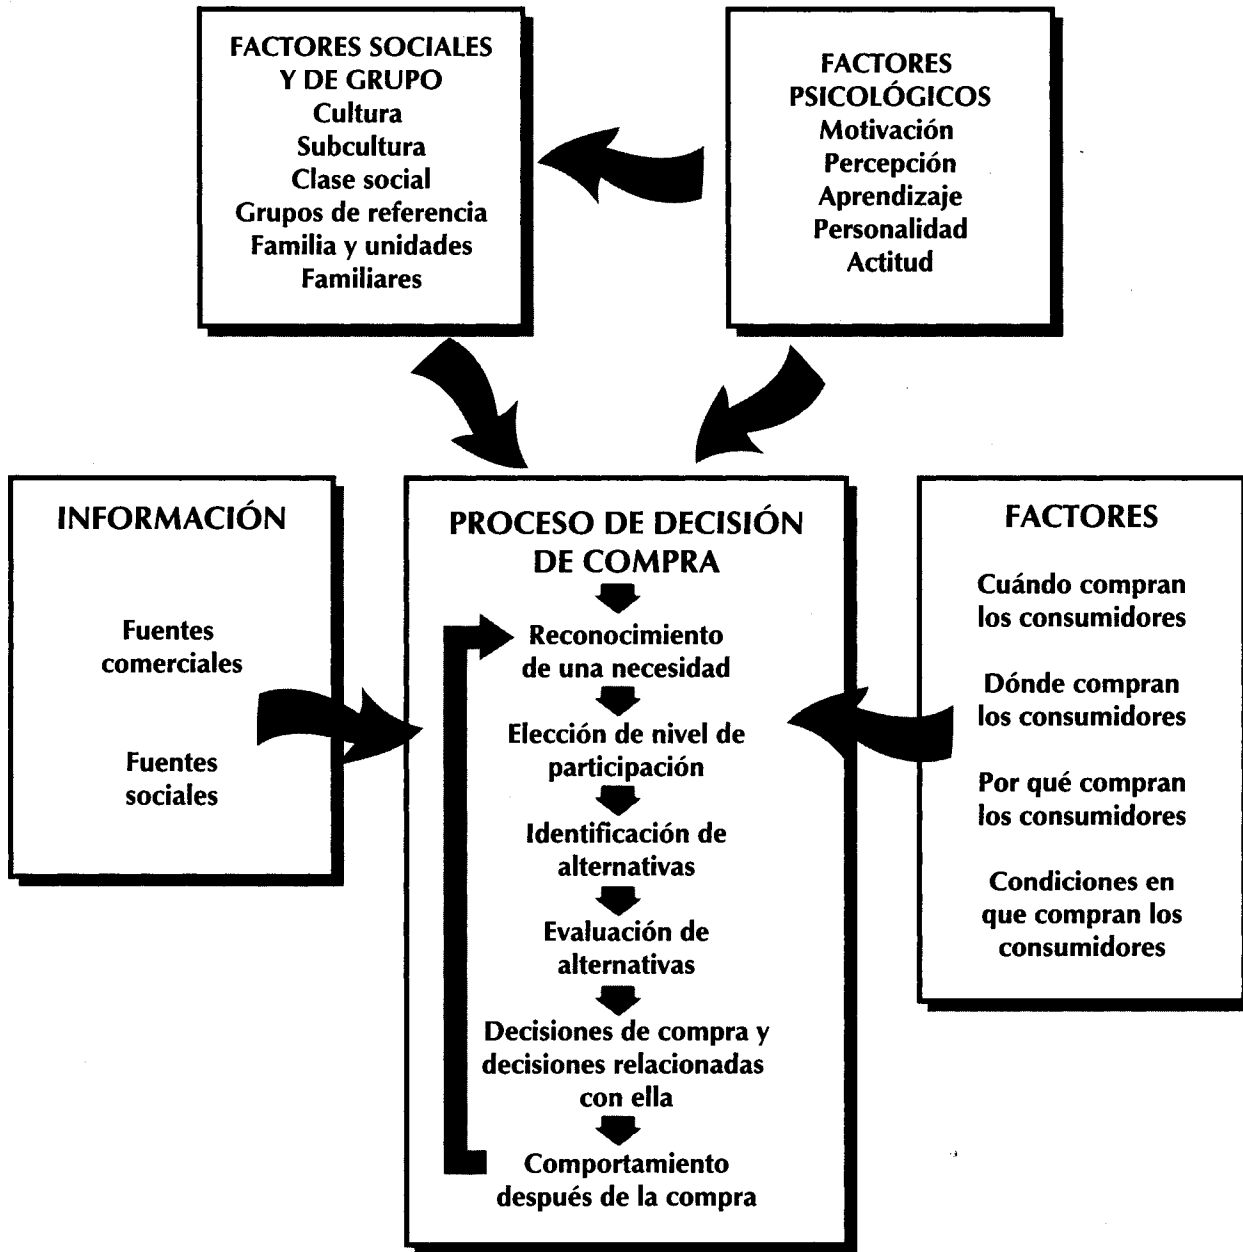 FACTORES SOCIALES
Y DE GRUPO
Cultura
Subcultura
Clase social
Grupos de referencia
Familia y unidades
Familiares
FACTORES
PSICOLÓGICOS
Motivación
Percepción
Aprendizaje
Personalidad
Actitud
INFORMACIÓN
Fuentes
comerciales
Fuentes
sociales
PROCESO DE DECISIÓN
DE COMPRA
Reconocimiento
de una necesidad
Elección de nivel de
participación
Identificación de
alternativas
Evaluación de
alternativas
Decisiones de compra y
decisiones relacionadas
con ella
Comportamiento
después de la compra
FACTORES
Cuándo compran
los consumidores
Dónde compran
los consumidores
Por qué compran
los consumidores
Condiciones en
que compran los
consumidores